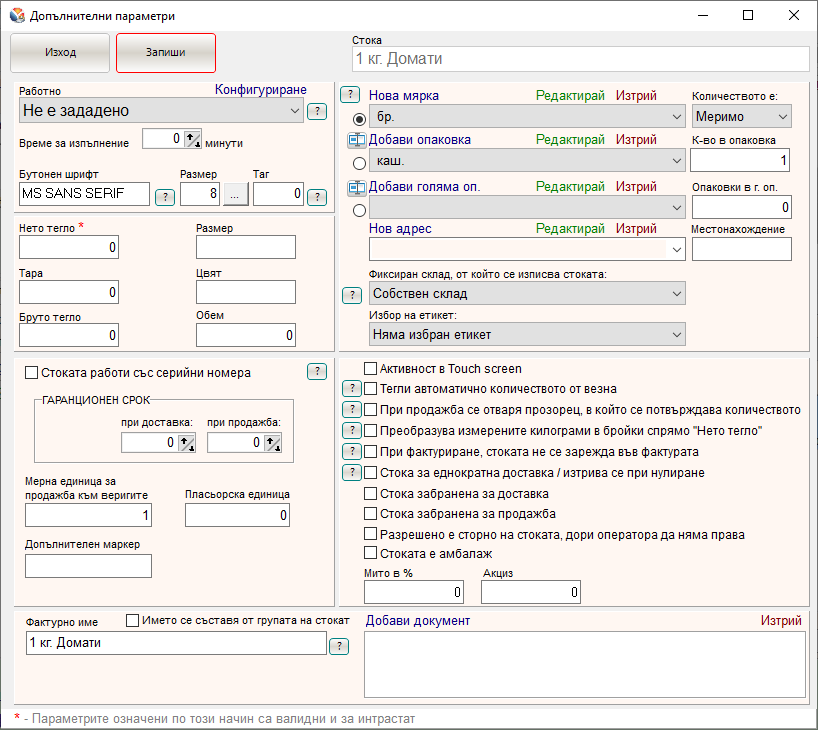 Допълнителни параметри
Изход
Запиши
Стока
1 кг. Домати
Работно
Конфигуриране
Не е зададено
?
Време за изпълнение
0
минути
Бутонен шрифт
Размер
Таг
MS SANS SERIF
?
8
...
0
?
?
Нова мярка
Редактирай
Изтрий
Количеството е:
бр.
Меримо
Добави опаковка
Редактирай
Изтрий
К-во в опаковка
каш.
1
Добави голяма оп.
Редактирай
Изтрий
Опаковки в г. оп.
0
Нов адрес
Редактирай
Изтрий
Местонахождение
Фиксиран склад, от който се изписва стоката:
?
Собствен склад
Избор на етикет:
Няма избран етикет
Нето тегло *
Размер
0
Тара
Цвят
0
Бруто тегло
Обем
0
0
Стоката работи със серийни номера
?
ГАРАНЦИОНЕН СРОК
при доставка:
при продажба:
0
0
Мерна единица за
продажба към веригите
Пласьорска единица
1
0
Допълнителен маркер
Активност в Touch screen
?
Тегли автоматично количеството от везна
?
При продажба се отваря прозорец, в който се потвърждава количеството
?
Преобразува измерените килограми в бройки спрямо "Нето тегло"
?
При фактуриране, стоката не се зарежда във фактурата
?
Стока за еднократна доставка / изтрива се при нулиране
Стока забранена за доставка
Стока забранена за продажба
Разрешено е сторно на стоката, дори оператора да няма права
Стоката е амбалаж
Мито в %
Акциз
0
0
Фактурно име
Името се съставя от групата на стокат
1 кг. Домати
?
Добави документ
Изтрий
* - Параметрите означени по този начин са валидни и за интрастат